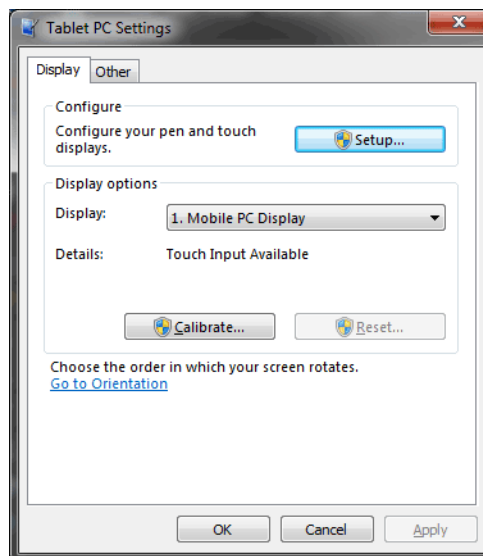 Tablet PC Settings
Display Other
Configure
Configure your pen and touch
displays.
Setup...
Display options
Display: 1. Mobile PC Display
Details: Touch Input Available
Calibrate... Reset...
Choose the order in which your screen rotates.
Go to Orientation
OK Cancel Apply